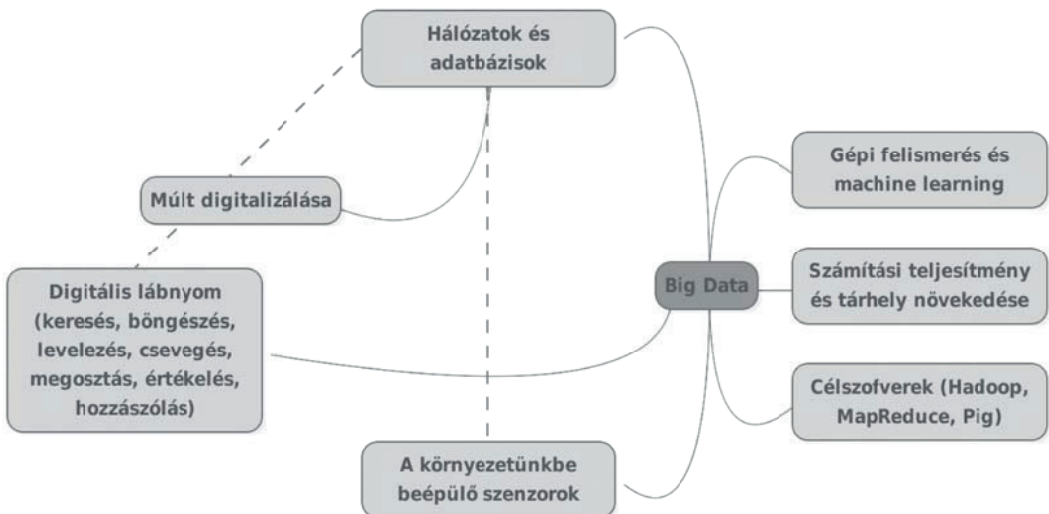 Hálózatok és
adatbázisok
Gépi felismerés és
machine learning
Múlt digitalizálása
Big Data
Számítási teljesítmény
és tárhely növekedése
Digitális lábnyom
(keresés, böngészés,
levelezés, csevegés,
megosztás, értékelés,
hozzászólás)
Célszofverek (Hadoop,
MapReduce, Pig)
A környezetünkbe
beépülő szenzorok